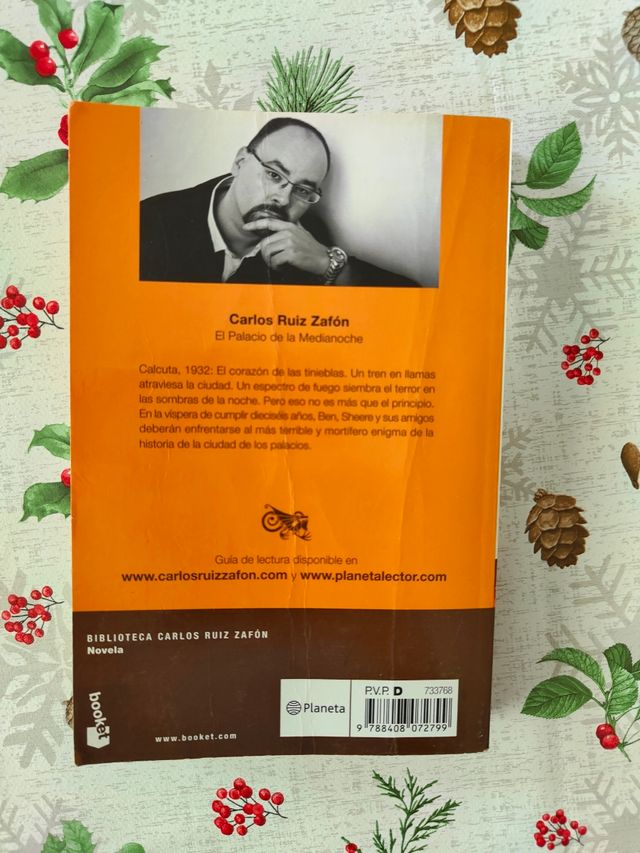 Carlos Ruiz Zafón
El Palacio de la Medianoche
Calcuta, 1932: El corazón de las tinieblas. Un tren en llamas
atraviesa la ciudad. Un espectro de fuego siembra el terror en
las sombras de la noche. Pero eso no es más que el principio.
En la víspera de cumplir dieciséis años, Ben, Sheere y sus amigos
deberán enfrentarse al más terrible y mortífero enigma de la
historia de la ciudad de los palacios.
Guía de lectura disponible en
www.carlosruizzafon.com y www.planetalector.com
BIBLIOTECA CARLOS RUIZ ZAFÓN
Novela
booket
www.booket.com
Planeta
P.V.P. D 733768
9 788408 072799